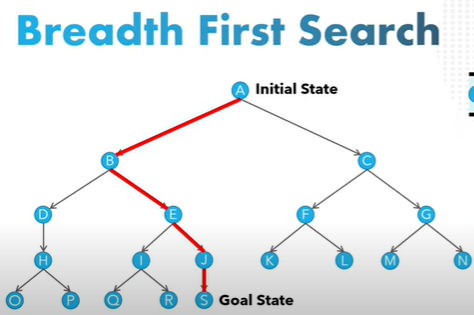 Breadth First Search
A Initial State
B C
D E F G
H I J K L M N
O P Q R S Goal State